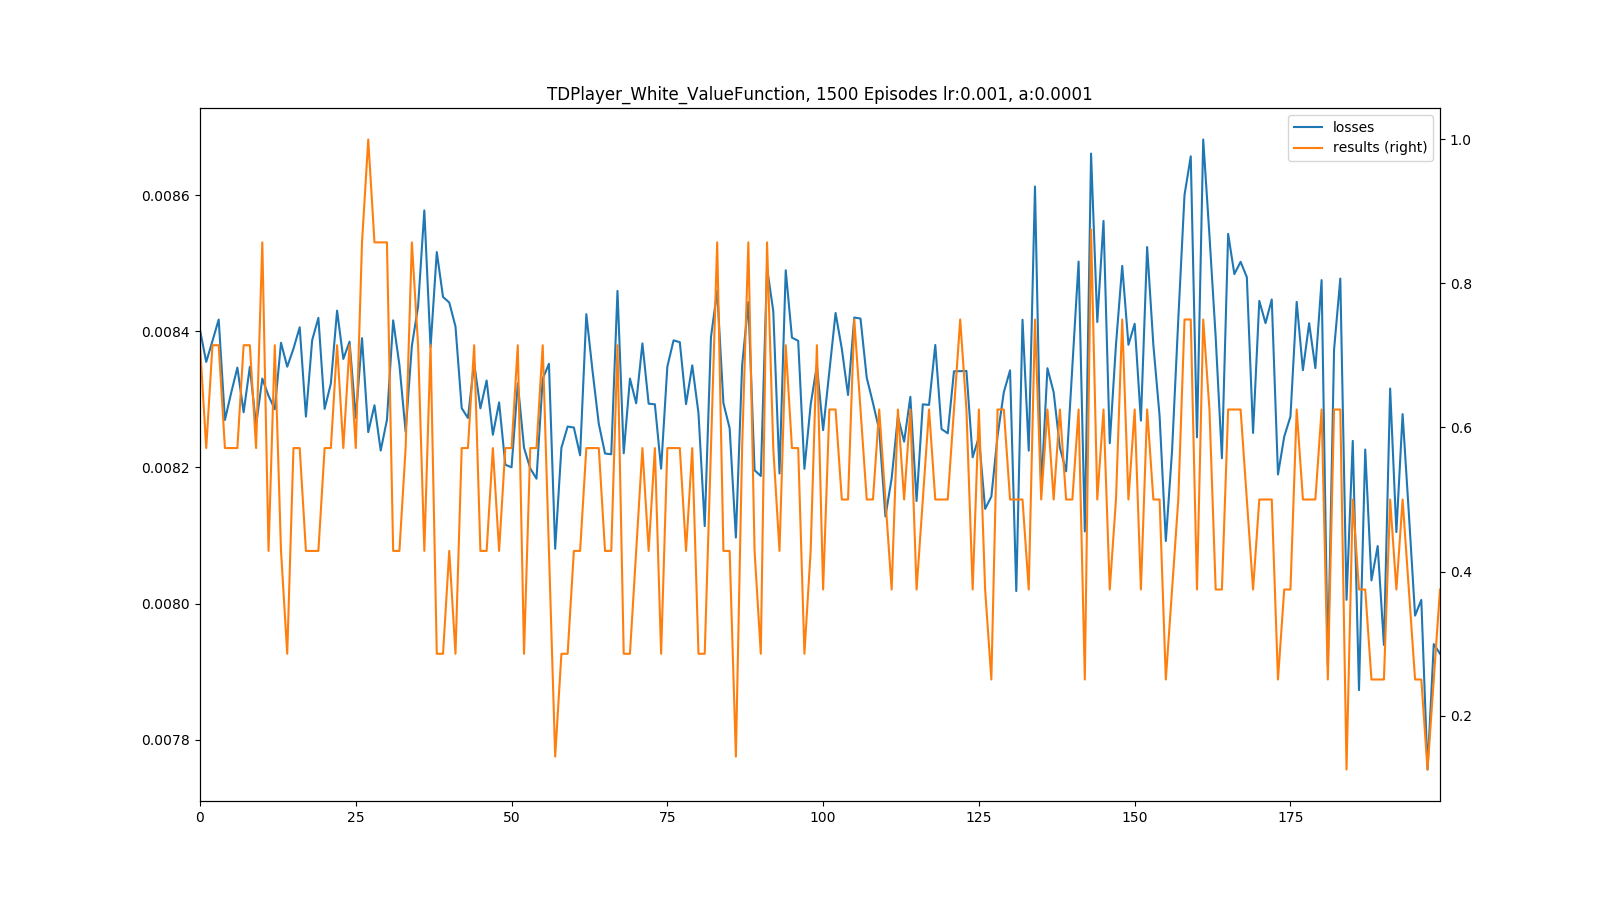 TDPlayer_White_ValueFunction, 1500 Episodes lr:0.001, a:0.0001
losses
results (right)
0.0086
0.0084
0.0082
0.0080
0.0078
1.0
0.8
0.6
0.4
0.2
0 25 50 75 100 125 150 175